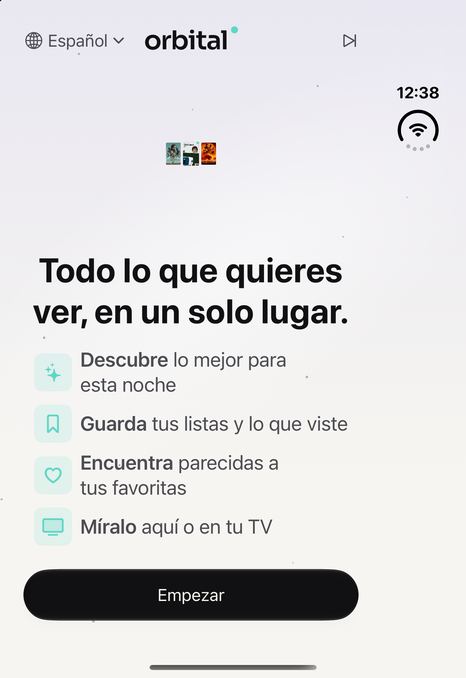 Español
orbital
12:38
Todo lo que quieres
ver, en un solo lugar.
Descubre lo mejor para
esta noche
Guarda tus listas y lo que viste
Encuentra parecidas a
tus favoritas
Míralo aquí o en tu TV
Empezar